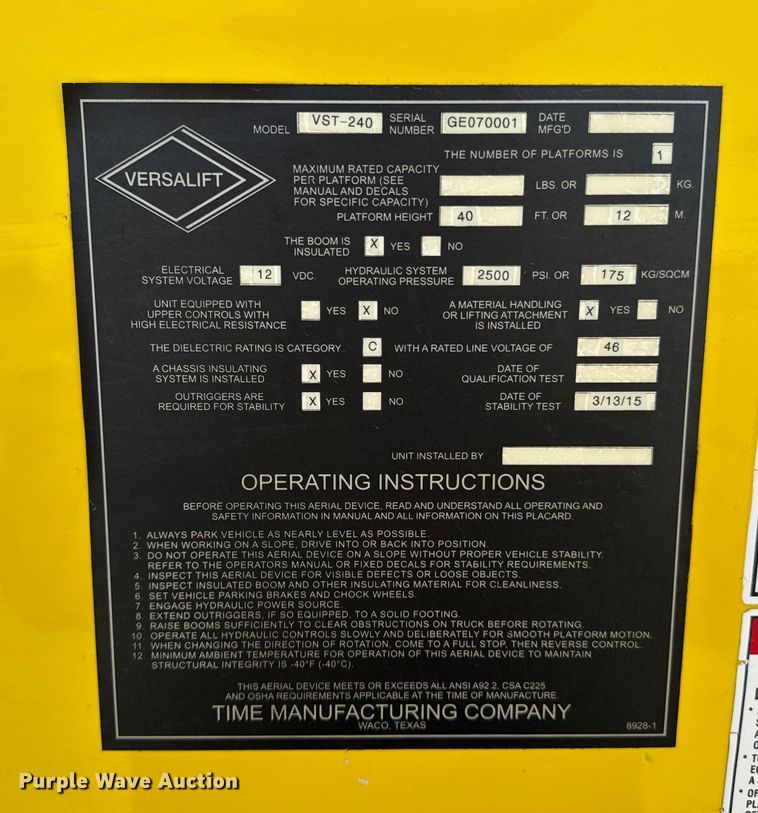 MODEL VST-240 SERIAL NUMBER GE070001 DATE MFG'D
VERSALIFT
THE NUMBER OF PLATFORMS IS 1
MAXIMUM RATED CAPACITY
PER PLATFORM (SEE
MANUAL AND DECALS
FOR SPECIFIC CAPACITY) LBS. OR KG.
PLATFORM HEIGHT 40 FT. OR 12 M.
THE BOOM IS
INSULATED X YES NO
ELECTRICAL
SYSTEM VOLTAGE 12 VDC. HYDRAULIC SYSTEM
OPERATING PRESSURE 2500 PSI. OR 175 KG/SQCM
UNIT EQUIPPED WITH
UPPER CONTROLS WITH
HIGH ELECTRICAL RESISTANCE YES X NO
A MATERIAL HANDLING
OR LIFTING ATTACHMENT
IS INSTALLED X YES NO
THE DIELECTRIC RATING IS CATEGORY C WITH A RATED LINE VOLTAGE OF 46
A CHASSIS INSULATING
SYSTEM IS INSTALLED X YES NO
DATE OF
QUALIFICATION TEST
OUTRIGGERS ARE
REQUIRED FOR STABILITY X YES NO
DATE OF
STABILITY TEST 3/13/15
UNIT INSTALLED BY
OPERATING INSTRUCTIONS
BEFORE OPERATING THIS AERIAL DEVICE, READ AND UNDERSTAND ALL OPERATING AND
SAFETY INFORMATION IN MANUAL AND ALL INFORMATION ON THIS PLACARD.
1. ALWAYS PARK VEHICLE AS NEARLY LEVEL AS POSSIBLE.
2. WHEN WORKING ON A SLOPE, DRIVE INTO OR BACK INTO POSITION.
3. DO NOT OPERATE THIS AERIAL DEVICE ON A SLOPE WITHOUT PROPER VEHICLE STABILITY.
REFER TO THE OPERATORS MANUAL OR FIXED DECALS FOR STABILITY REQUIREMENTS.
4. INSPECT THIS AERIAL DEVICE FOR VISIBLE DEFECTS OR LOOSE OBJECTS.
5. INSPECT INSULATED BOOM AND OTHER INSULATING MATERIAL FOR CLEANLINESS.
6. SET VEHICLE PARKING BRAKES AND CHOCK WHEELS.
7. ENGAGE HYDRAULIC POWER SOURCE.
8. EXTEND OUTRIGGERS, IF SO EQUIPPED, TO A SOLID FOOTING.
9. RAISE BOOMS SUFFICIENTLY TO CLEAR OBSTRUCTIONS ON TRUCK BEFORE ROTATING.
10. OPERATE ALL HYDRAULIC CONTROLS SLOWLY AND DELIBERATELY FOR SMOOTH PLATFORM MOTION.
11. WHEN CHANGING THE DIRECTION OF ROTATION, COME TO A FULL STOP, THEN REVERSE CONTROL.
12. MINIMUM AMBIENT TEMPERATURE FOR OPERATION OF THIS AERIAL DEVICE TO MAINTAIN
STRUCTURAL INTEGRITY IS -40°F (-40°C).
THIS AERIAL DEVICE MEETS OR EXCEEDS ALL ANSI A92.2, CSA C225
AND OSHA REQUIREMENTS APPLICABLE AT THE TIME OF MANUFACTURE.
TIME MANUFACTURING COMPANY
WACO, TEXAS
8928-1
Purple Wave Auction